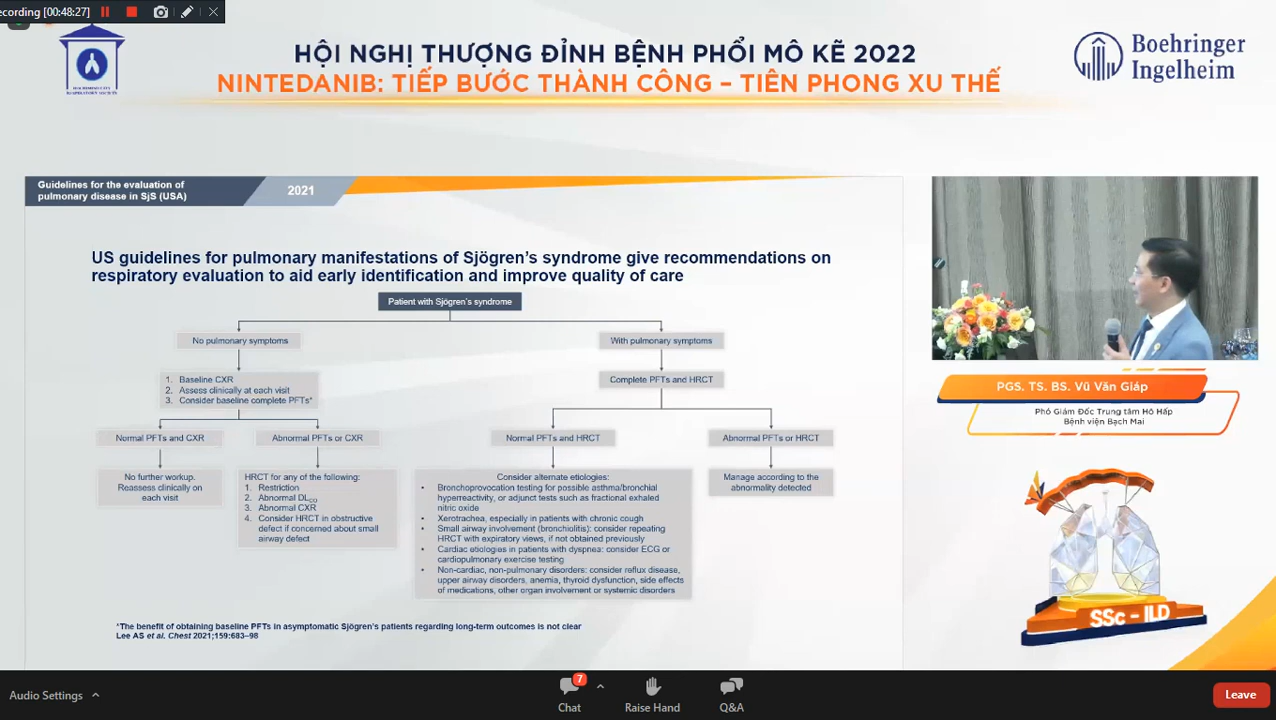 ecording [00:48:27]
HỘI NGHỊ THƯỢNG ĐỈNH BỆNH PHỔI MÔ KẼ 2022
NINTEDANIB: TIẾP BƯỚC THÀNH CÔNG – TIÊN PHONG XU THẾ
Boehringer
Ingelheim
Guidelines for the evaluation of
pulmonary disease in SjS (USA)
2021
US guidelines for pulmonary manifestations of Sjögren's syndrome give recommendations on
respiratory evaluation to aid early identification and improve quality of care
Patient with Sjögren's syndrome
No pulmonary symptoms
With pulmonary symptoms
1. Baseline CXR
2. Assess clinically at each visit
3. Consider baseline complete PFTs*
Complete PFTs and HRCT
Normal PFTs and CXR
Abnormal PFTs or CXR
Normal PFTs and HRCT
Abnormal PFTs or HRCT
No further workup.
Reassess clinically on
each visit
HRCT for any of the following:
1. Restriction
2. Abnormal DLCO
3. Abnormal CXR
4. Consider HRCT in obstructive
defect if concerned about small
airway defect
Consider alternate etiologies:
• Bronchoprovocation testing for possible asthma/bronchial
hyperreactivity, or adjunct tests such as fractional exhaled
nitric oxide
• Xerotrachea, especially in patients with chronic cough
• Small airway involvement (bronchiolitis): consider repeating
HRCT with expiratory views, if not obtained previously
• Cardiac etiologies in patients with dyspnea: consider ECG or
cardiopulmonary exercise testing
• Non-cardiac, non-pulmonary disorders: consider reflux disease,
upper airway disorders, anemia, thyroid dysfunction, side effects
of medications, other organ involvement or systemic disorders
Manage according to the
abnormality detected
*The benefit of obtaining baseline PFTs in asymptomatic Sjögren's patients regarding long-term outcomes is not clear
Lee AS et al. Chest 2021;159:683–98
PGS. TS. BS. Vũ Văn Giáp
Phó Giám Đốc Trung tâm Hô Hấp
Bệnh viện Bạch Mai
SSc - ILD
Audio Settings
7
Chat
Raise Hand
Q&A
Leave